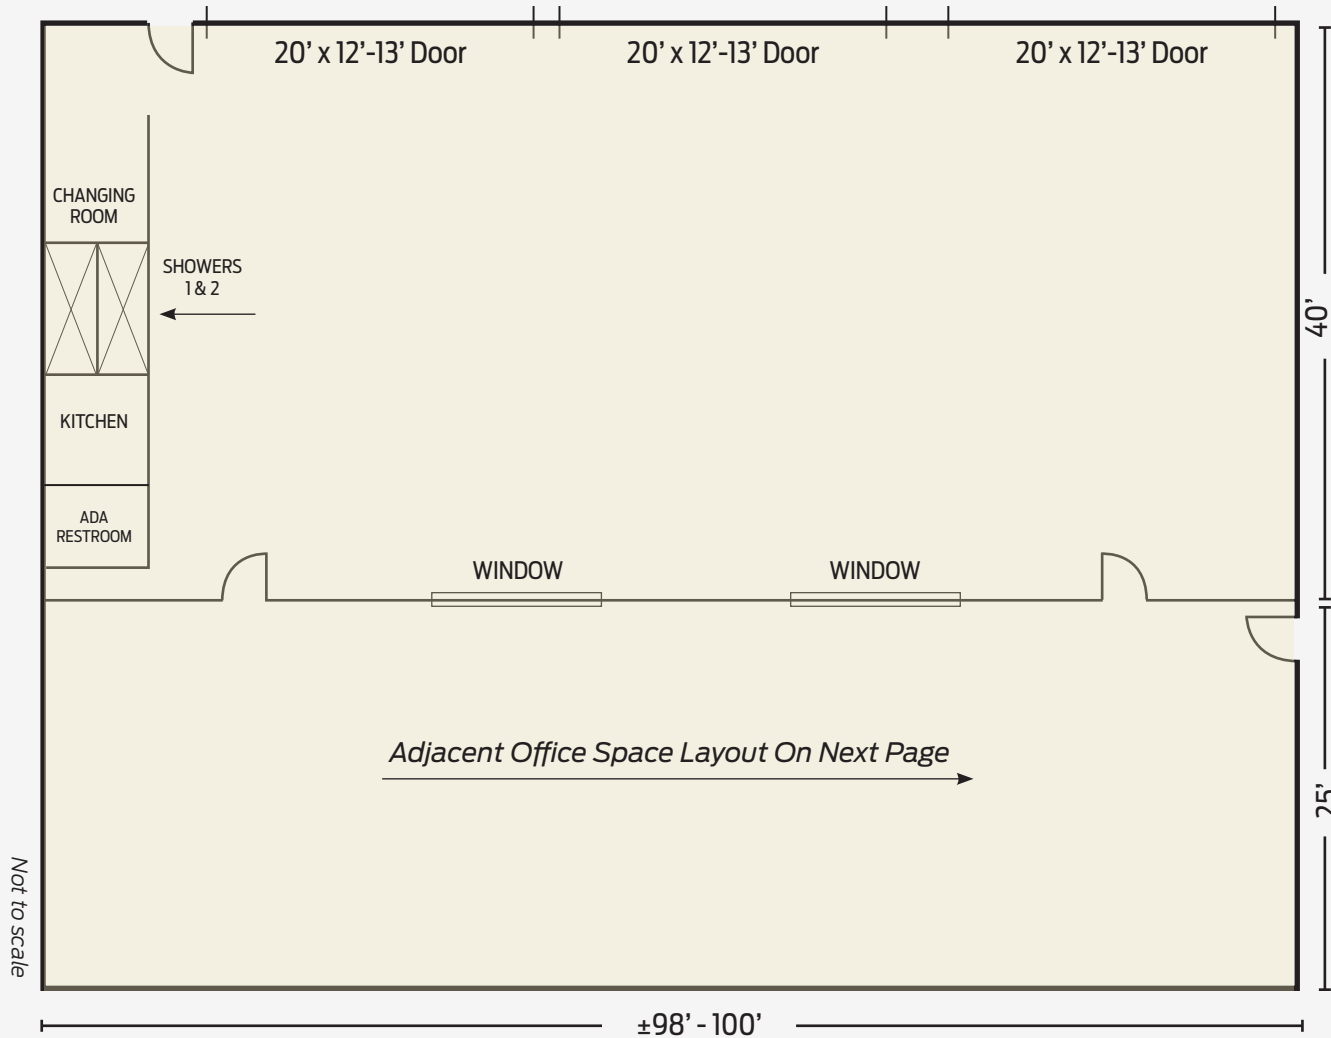 20’ x 12’-13’ Door
20’ x 12’-13’ Door
20’ x 12’-13’ Door
CHANGING
ROOM
SHOWERS
1 & 2
40’
KITCHEN
ADA
RESTROOM
WINDOW
WINDOW
Adjacent Office Space Layout On Next Page
25’
Not to scale
±98’ - 100’